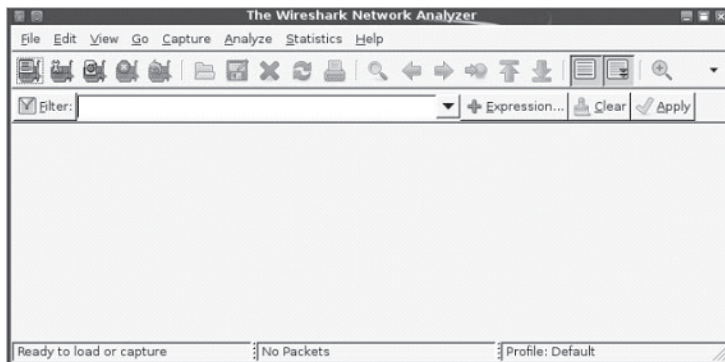 The Wireshark Network Analyzer
File Edit View Go Capture Analyze Statistics Help
Filter: Expression... Clear Apply
Ready to load or capture No Packets Profile: Default